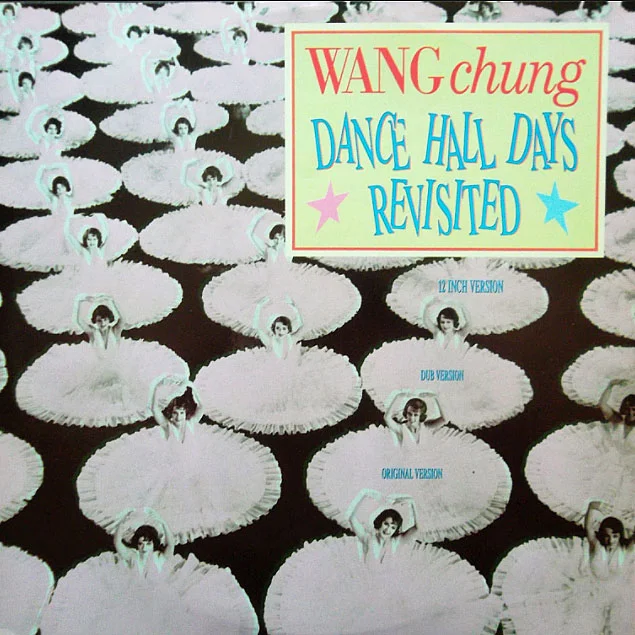 WANG chung
DANCE HALL DAYS
REVISITED
12 INCH VERSION
DUB VERSION
ORIGINAL VERSION